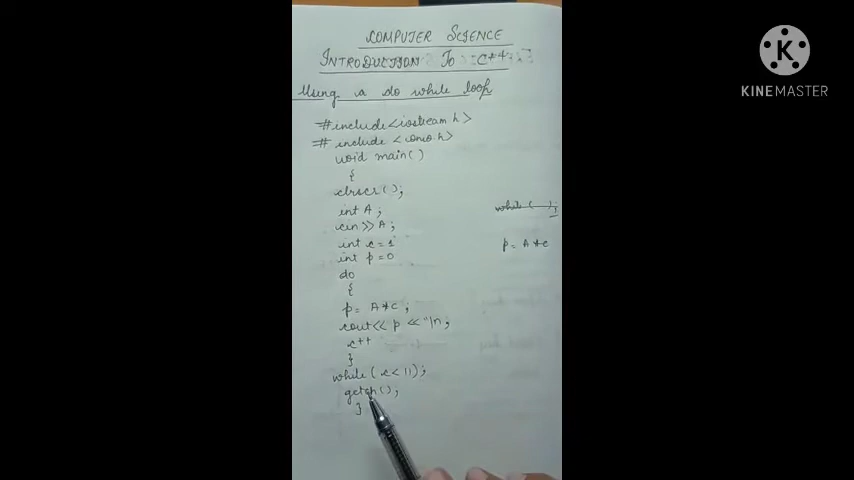 COMPUTER SCIENCE
INTRODUCTION TO C++
Using a do while loop
#include<iostream.h>
# include <conio.h>
void main()
{
clrscr();
int A;
cin>>A;
int c=1
int p=0
do
{
p= A*c;
cout<< p <<"\n;
c++
}
while(c<11);
getch();
}
while( );
p= A*c
K
KINEMASTER